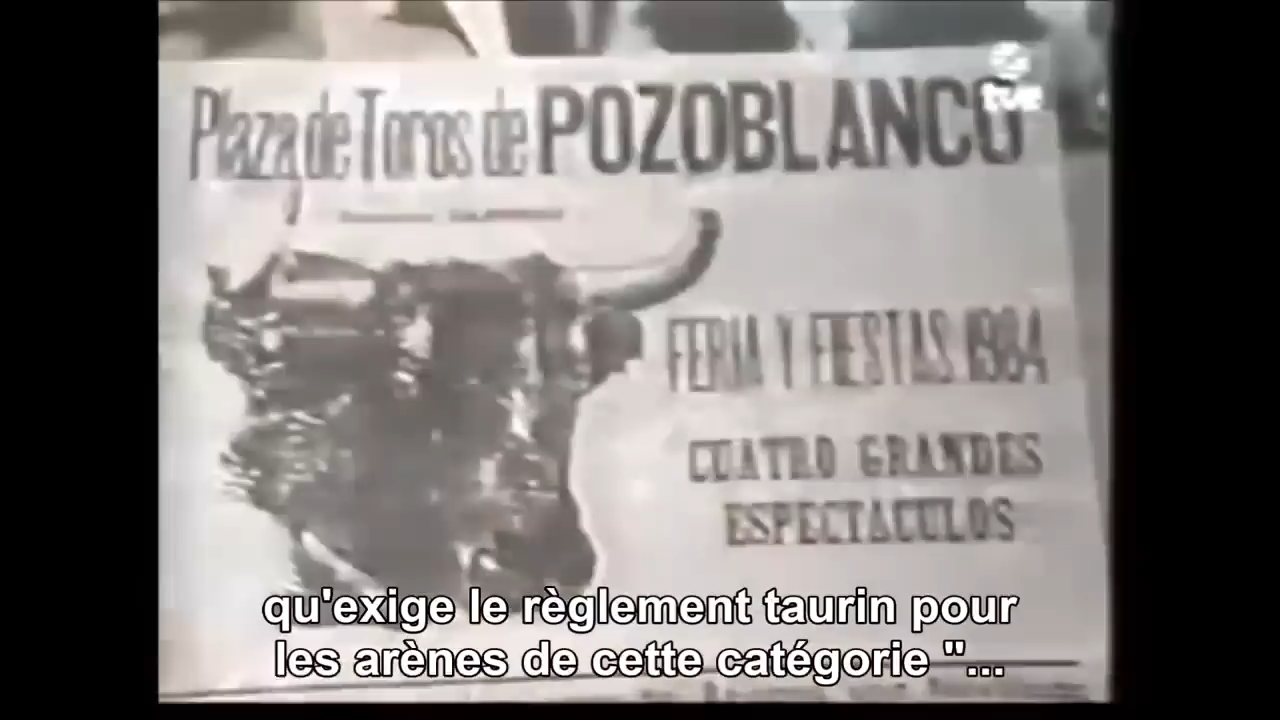 tve
Plaza de Toros de POZOBLANCO
FERIA Y FIESTAS 1984
CUATRO GRANDES
ESPECTACULOS
qu'exige le règlement taurin pour
les arènes de cette catégorie "...